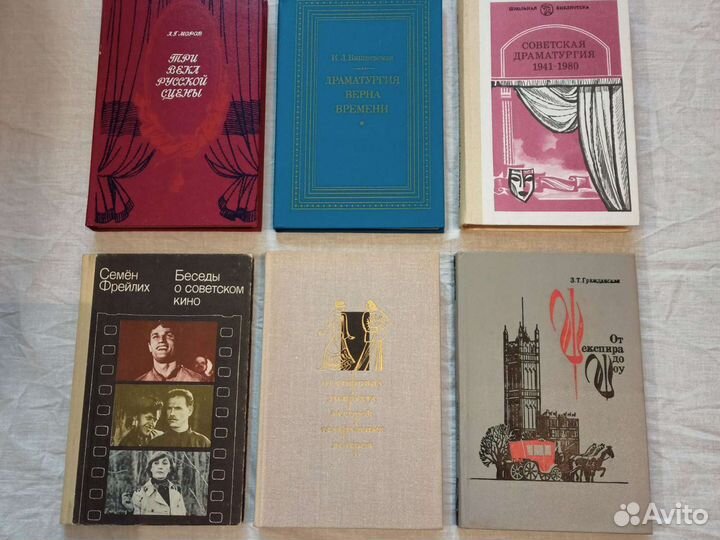 А. Г. МОРОВ
ТРИ
ВЕКА
РУССКОЙ
СЦЕНЫ
И. Л. Вишневская
ДРАМАТУРГИЯ
ВЕРНА
ВРЕМЕНИ
ШКОЛЬНАЯ БИБЛИОТЕКА
СОВЕТСКАЯ
ДРАМАТУРГИЯ
1941-1980
Семён
Фрейлих
Беседы
о советском
кино
З. Т. Гражданская
От
Шекспира
до
Шоу
Avito